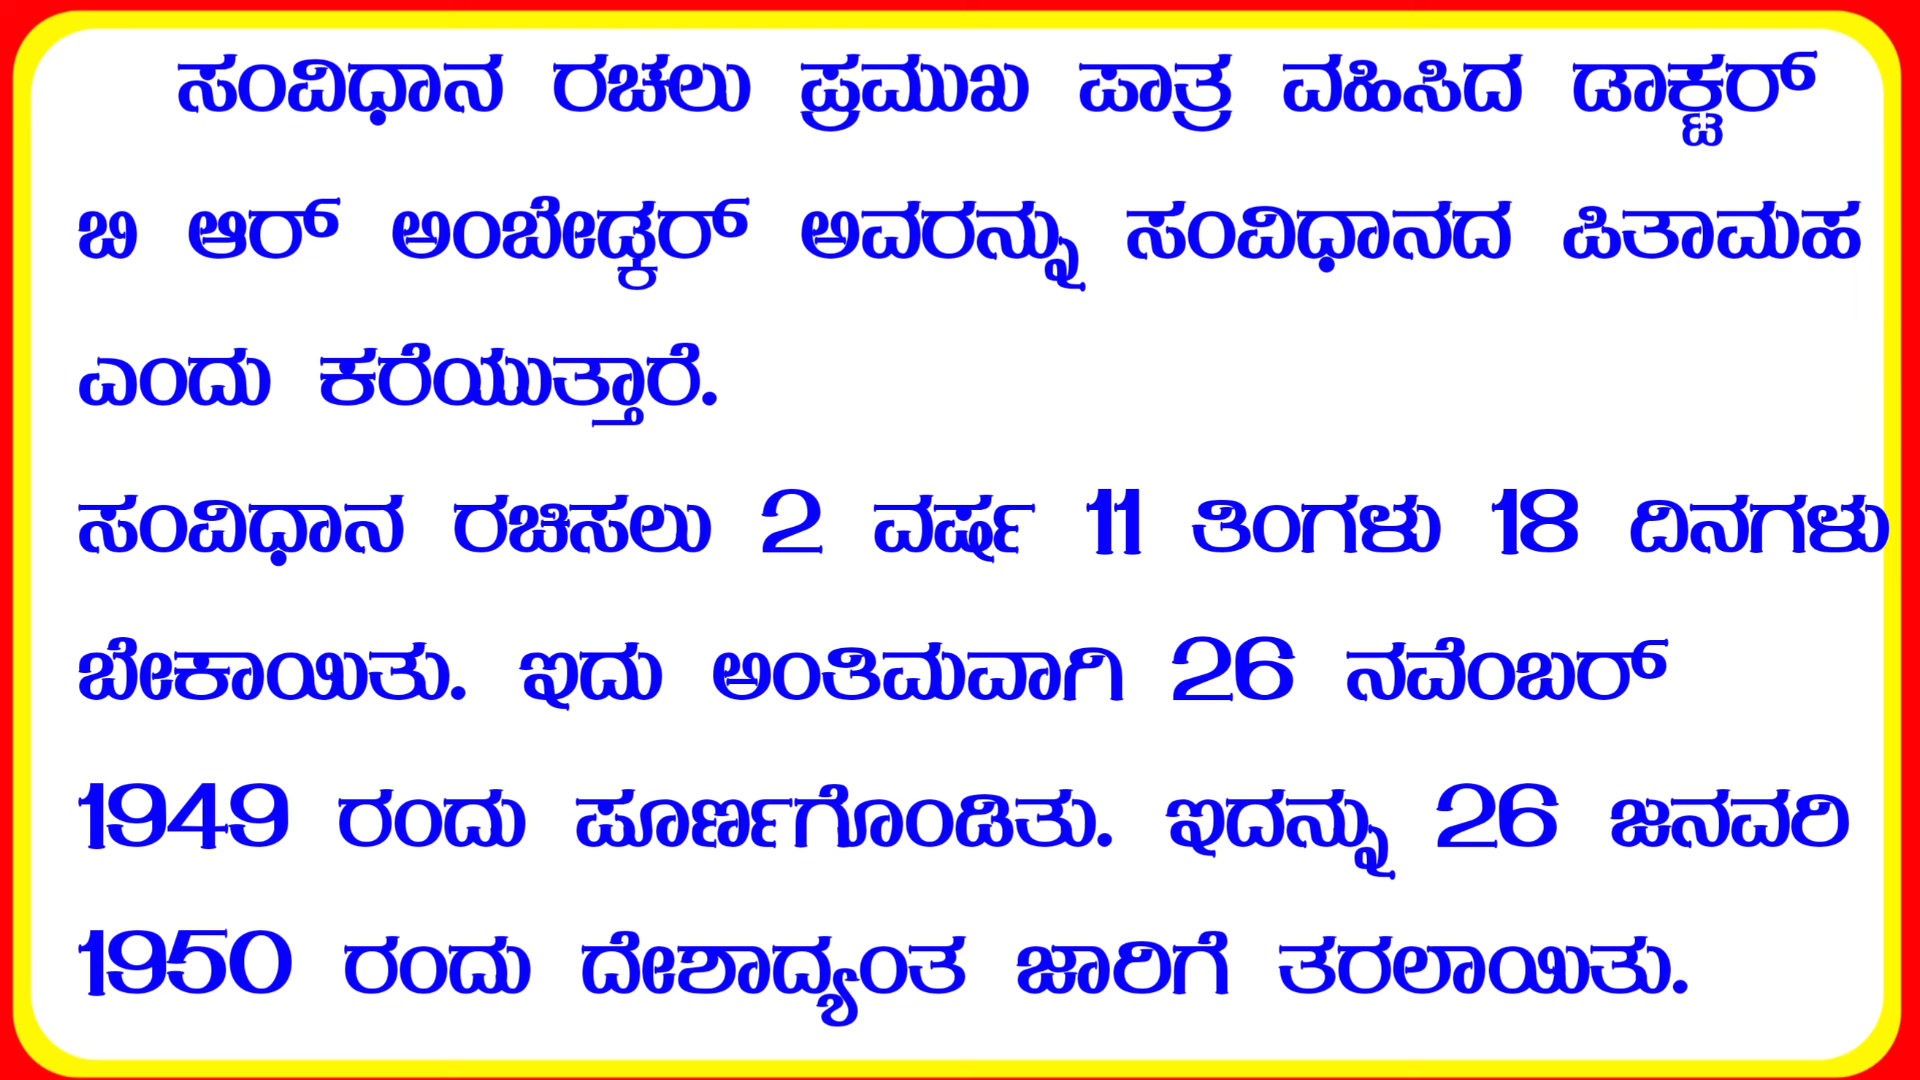 ಸಂವಿಧಾನ ರಚಲು ಪ್ರಮುಖ ಪಾತ್ರ ವಹಿಸಿದ ಡಾಕ್ಟರ್
ಬಿ ಆರ್ ಅಂಬೇಡ್ಕರ್ ಅವರನ್ನು ಸಂವಿಧಾನದ ಪಿತಾಮಹ
ಎಂದು ಕರೆಯುತ್ತಾರೆ.
ಸಂವಿಧಾನ ರಚಿಸಲು 2 ವರ್ಷ 11 ತಿಂಗಳು 18 ದಿನಗಳು
ಬೇಕಾಯಿತು. ಇದು ಅಂತಿಮವಾಗಿ 26 ನವೆಂಬರ್
1949 ರಂದು ಪೂರ್ಣಗೊಂಡಿತು. ಇದನ್ನು 26 ಜನವರಿ
1950 ರಂದು ದೇಶಾದ್ಯಂತ ಜಾರಿಗೆ ತರಲಾಯಿತು.